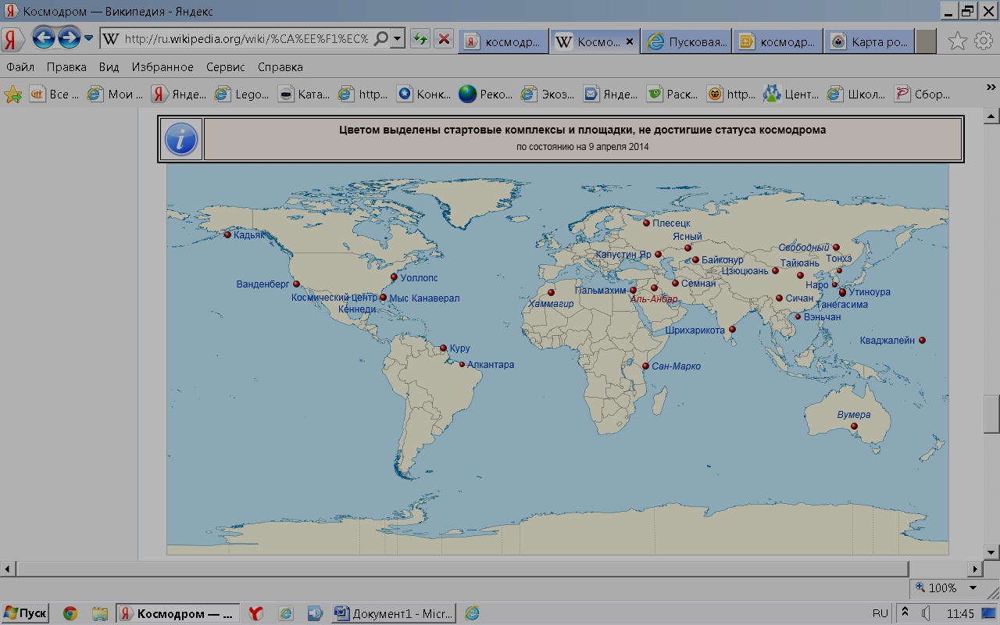 Космодром — Википедия - Яндекс
http://ru.wikipedia.org/wiki/%CA%EE%F1%EC%
космодр...
Космо...
Пусковая...
космодр...
Карта ро...
Файл Правка Вид Избранное Сервис Справка
Все ... Мои ... Янде... Lego... Ката... http... Конк... Реко... Экоз... Янде... Раск... http... Цент... Школ... Сбор...
Цветом выделены стартовые комплексы и площадки, не достигшие статуса космодрома
по состоянию на 9 апреля 2014
Плесецк
Кадьяк
Ясный
Свободный
Капустин Яр
Байконур
Тонхэ
Тайюань
Цзюцюань
Уоллопс
Ванденберг
Семнан
Наро
Пальмахим
Утиноура
Космический центр Кеннеди
Мыс Канаверал
Хаммагир
Аль-Анбар
Сичан
Танегасима
Вэньчан
Шрихарикота
Кваджалейн
Куру
Алкантара
Сан-Марко
Вумера
100%
Пуск
Космодром — ...
Документ1 - Micr...
RU
11:45